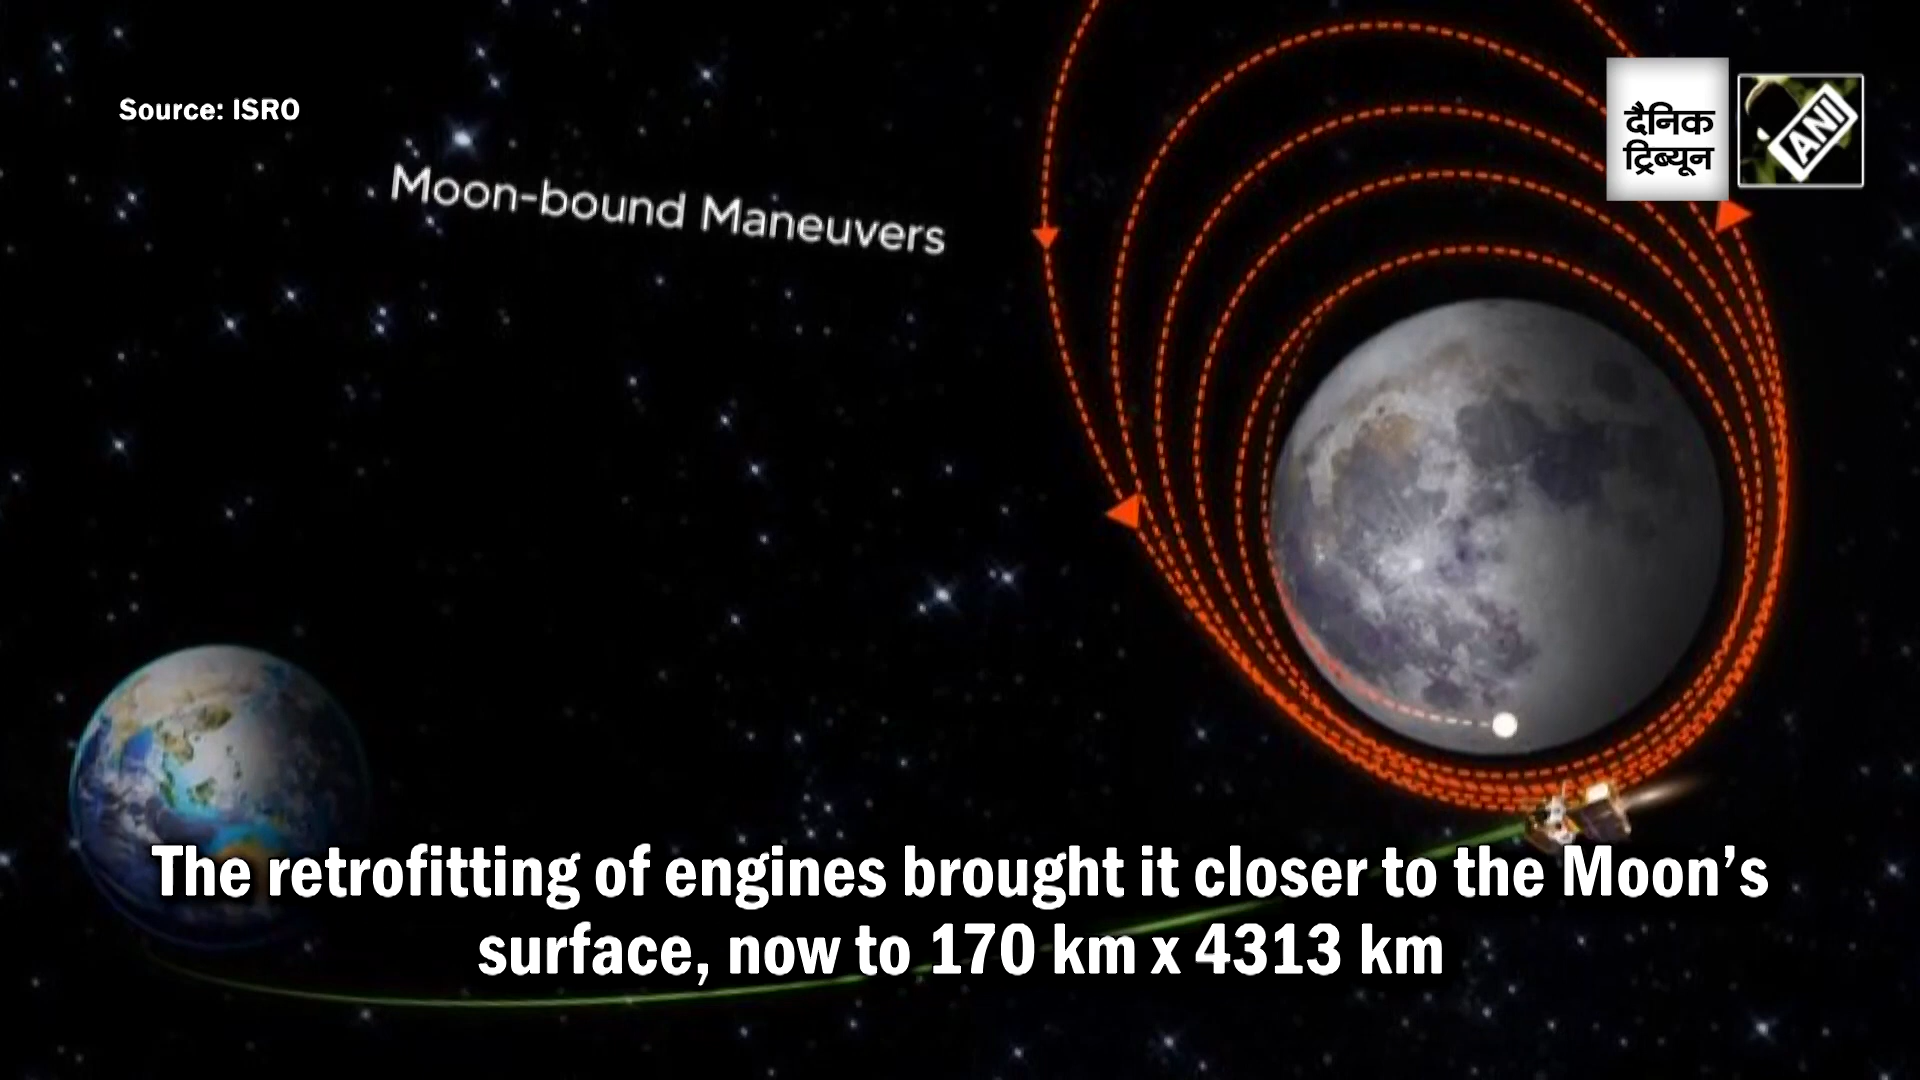 Source: ISRO
दैनिक
ट्रिब्यून
ANI
Moon-bound Maneuvers
The retrofitting of engines brought it closer to the Moon’s
surface, now to 170 km x 4313 km